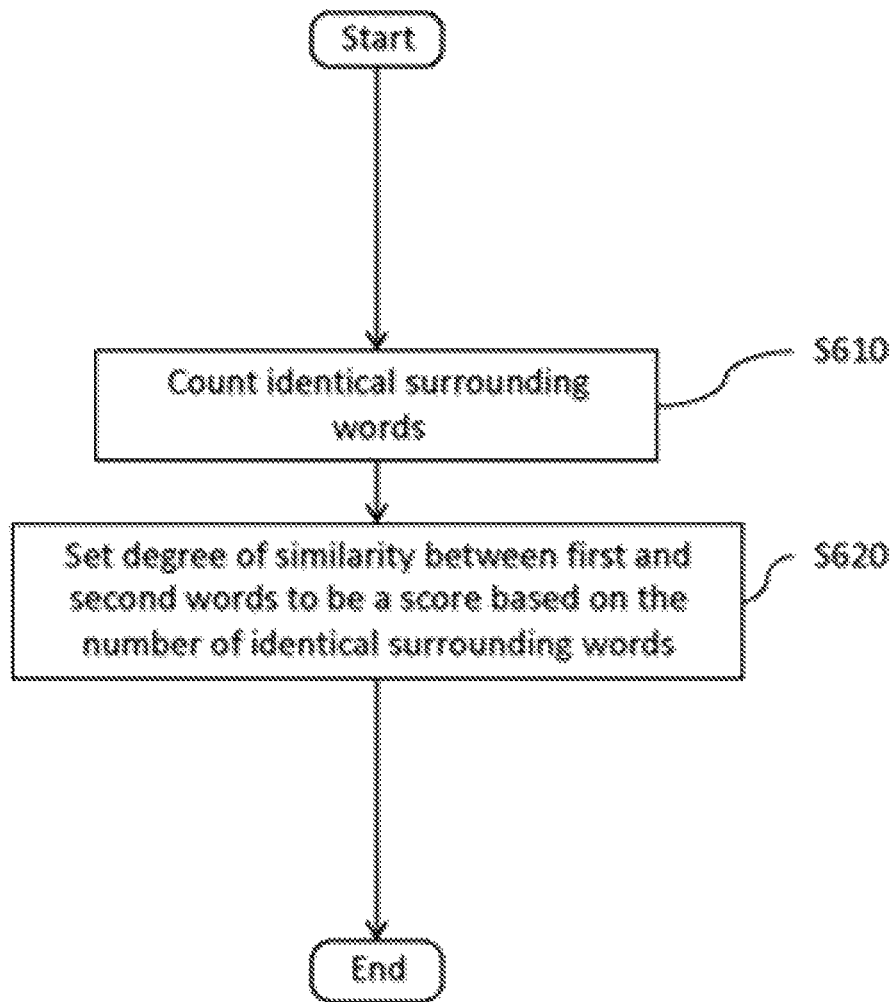 Start
Count identical surrounding
words
S610
Set degree of similarity between first and
second words to be a score based on the
number of identical surrounding words
S620
End